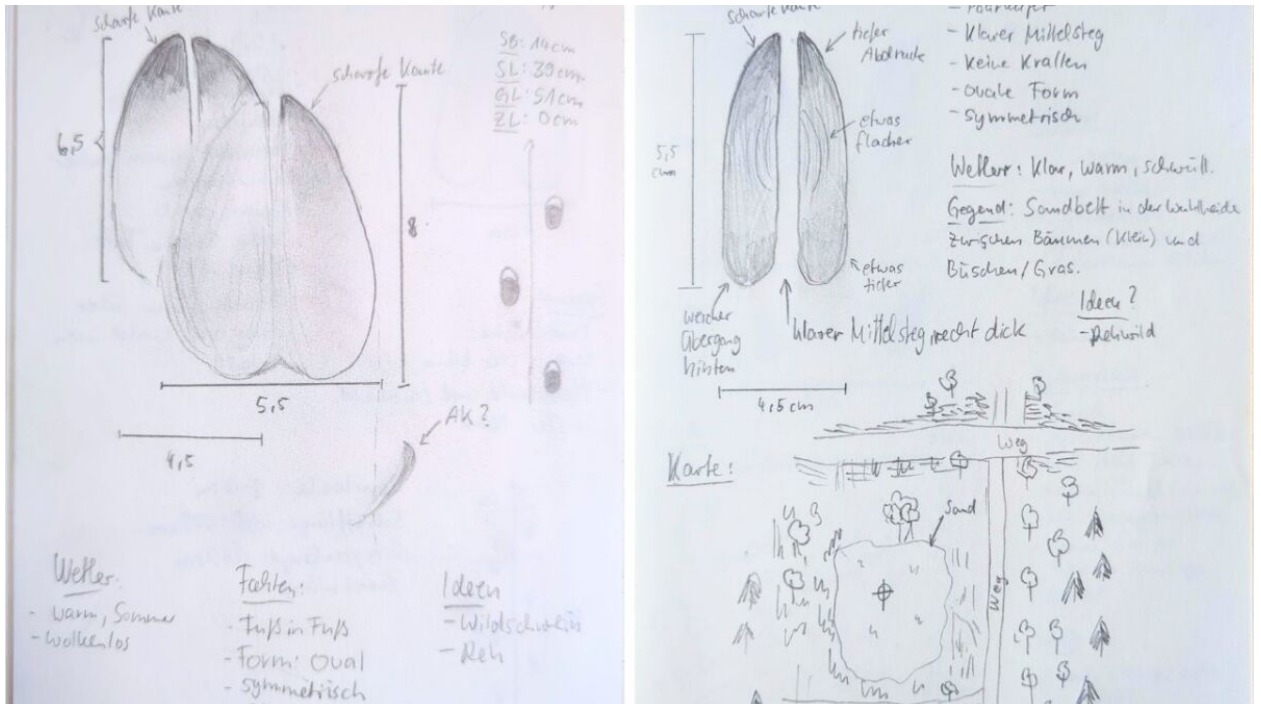 scharfe Kante
scharfe Kante
6,5
8
5,5
4,5
SB: 14cm
SL: 39cm
GL: 51cm
ZL: 0cm
AK?
Wetter:
- warm, Sommer
- wolkenlos
Fährten:
- Fuß in Fuß
- Form: oval
- symmetrisch
Ideen
- Wildschwein
- Reh
scharfe Kante
tiefer
Abdruck
etwas
flacher
5,5
cm
etwas
tiefer
weicher
Übergang
hinten
klarer Mittelsteg recht dick
4,5 cm
- Klarer Mittelsteg
- Keine Krallen
- ovale Form
- symmetrisch
Wetter: Klar, warm, schwül.
Gegend: Sandbett in der
zwischen Bäumen (klein) und
Büschen/Gras.
Ideen?
- Rehwild
Karte:
Weg
Sand
Weg